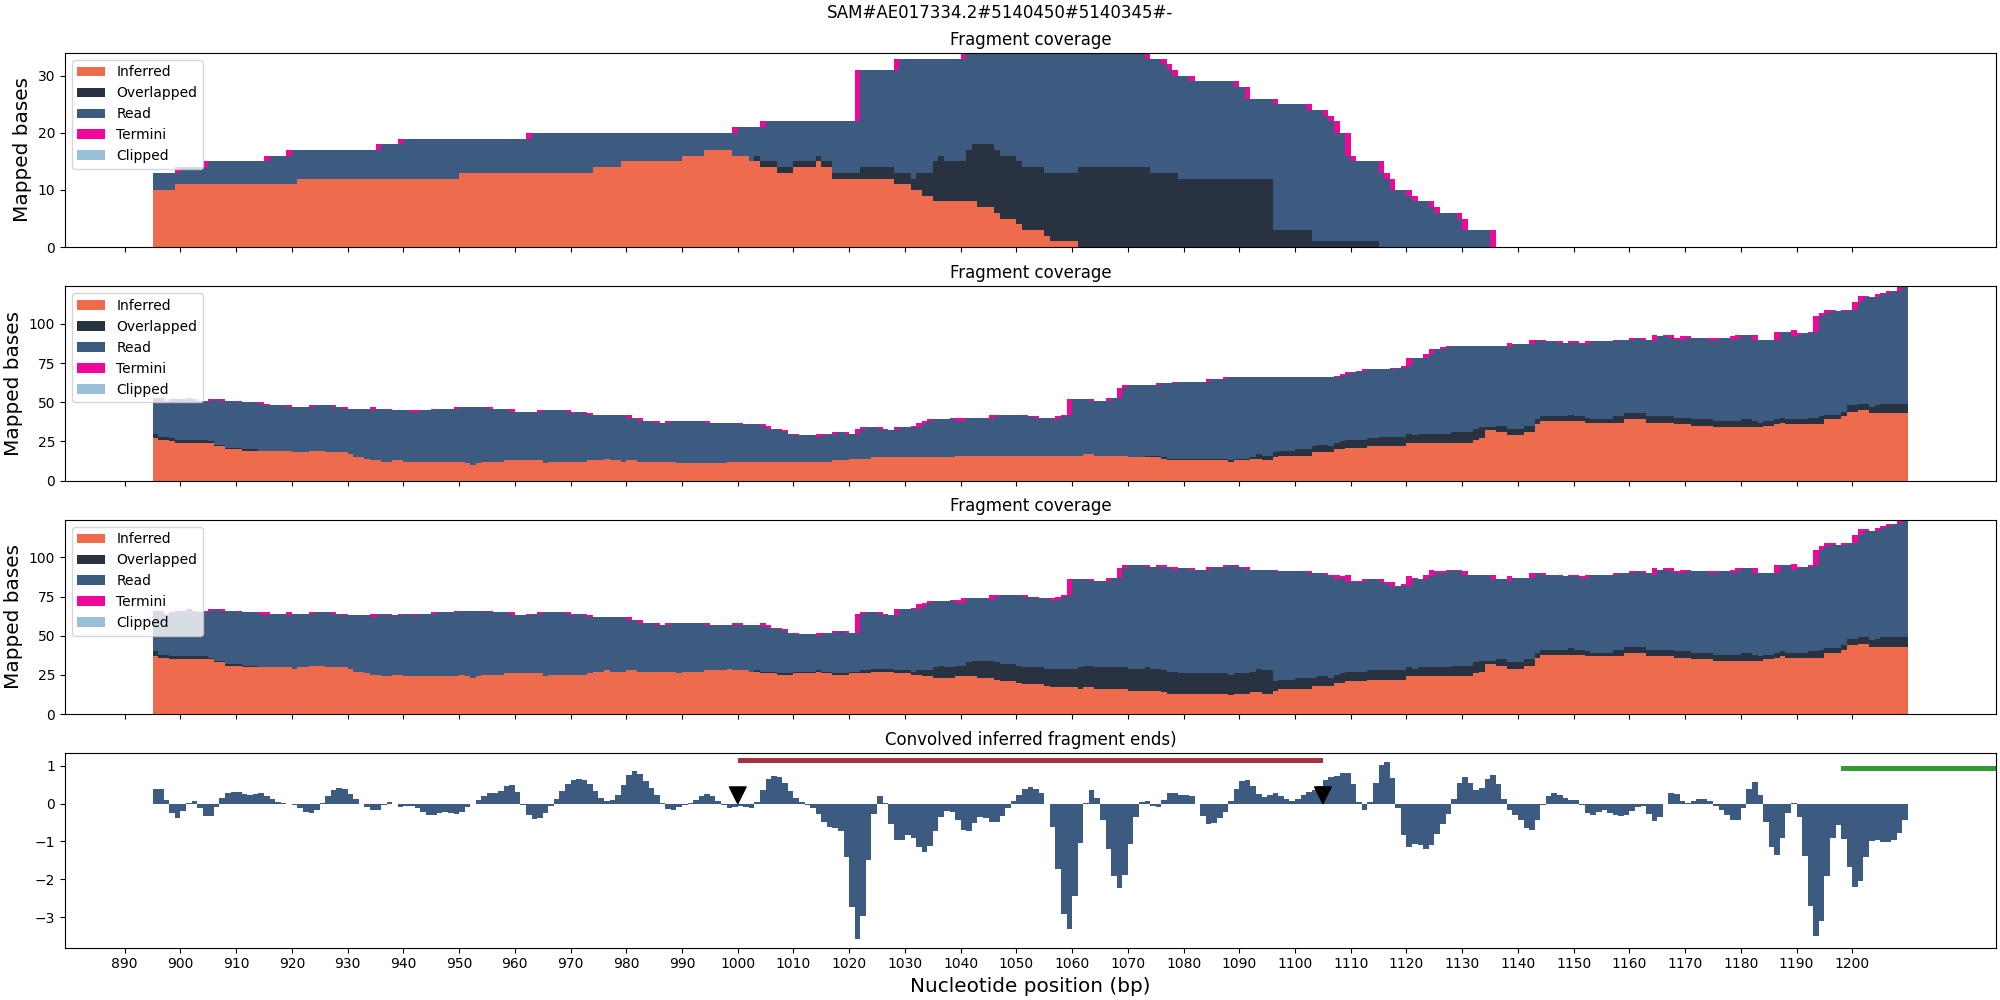 SAM#AE017334.2#5140450#5140345#-
Fragment coverage
Mapped bases
30
20
10
0
Inferred
Overlapped
Read
Termini
Clipped
Fragment coverage
Mapped bases
100
75
50
25
0
Inferred
Overlapped
Read
Termini
Clipped
Fragment coverage
Mapped bases
100
75
50
25
0
Inferred
Overlapped
Read
Termini
Clipped
Convolved inferred fragment ends)
1
0
−1
−2
−3
890 900 910 920 930 940 950 960 970 980 990 1000 1010 1020 1030 1040 1050 1060 1070 1080 1090 1100 1110 1120 1130 1140 1150 1160 1170 1180 1190 1200
Nucleotide position (bp)